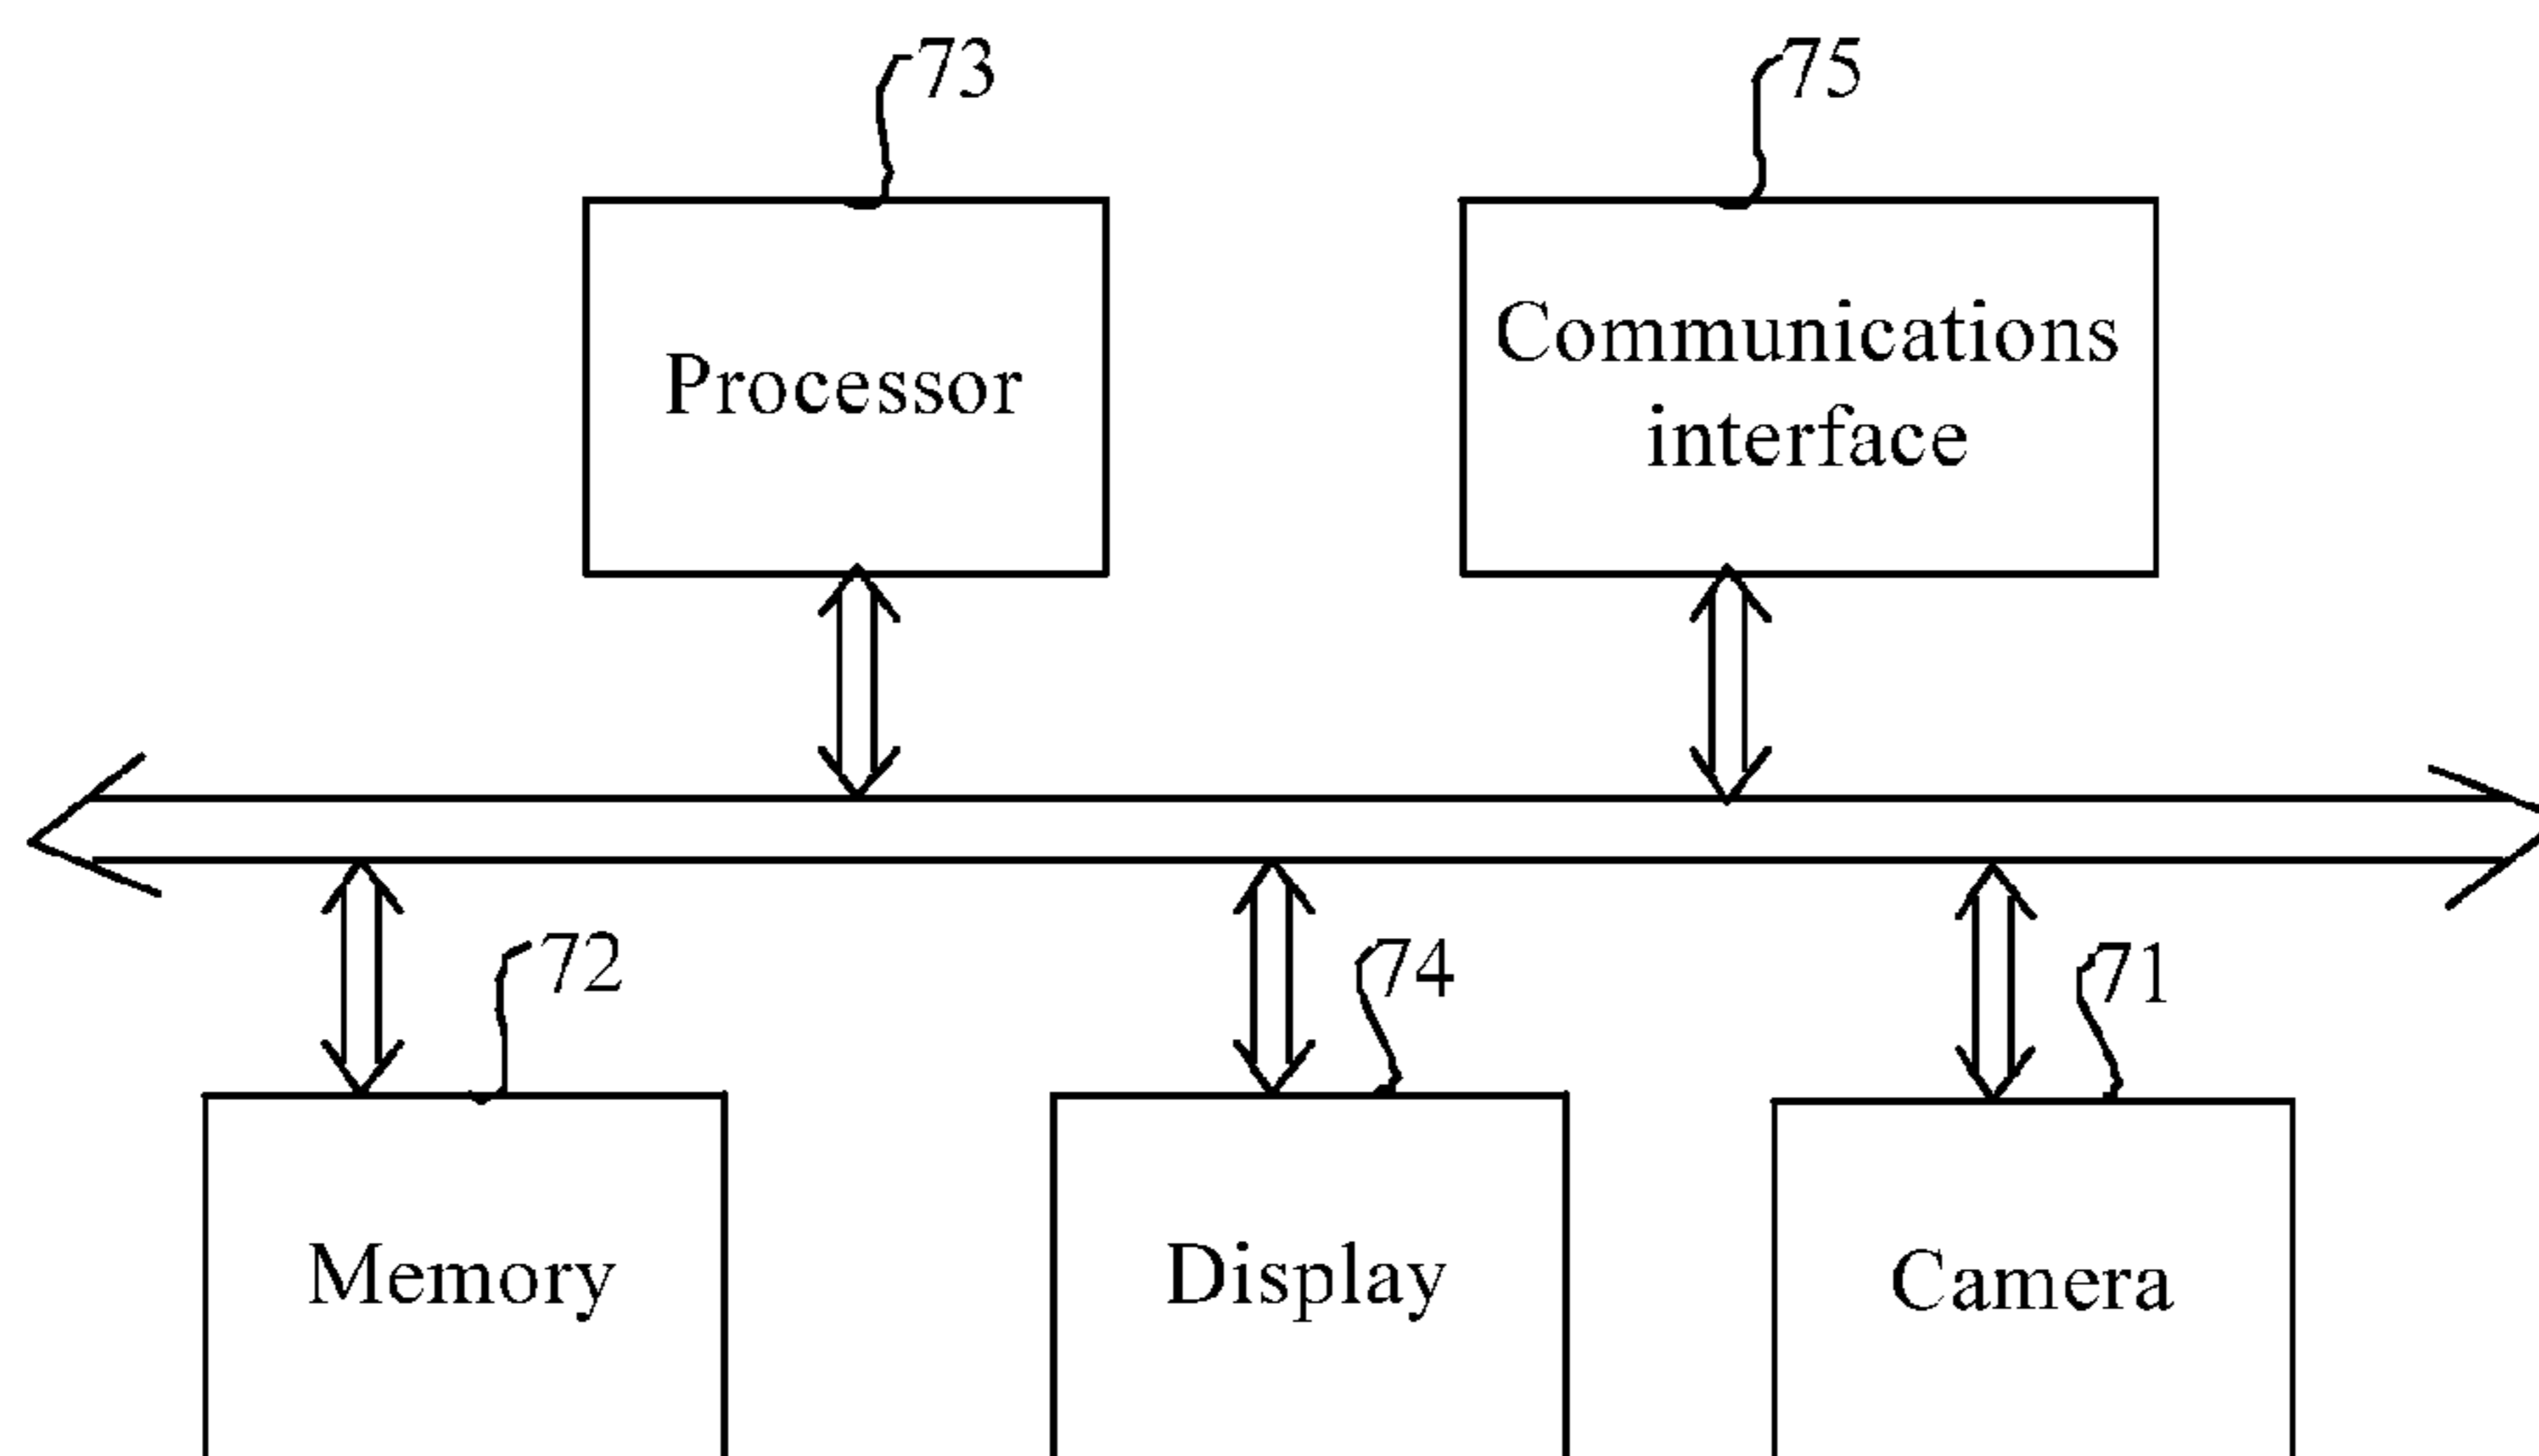 73
75
Processor
Communications
interface
72
74
71
Memory
Display
Camera